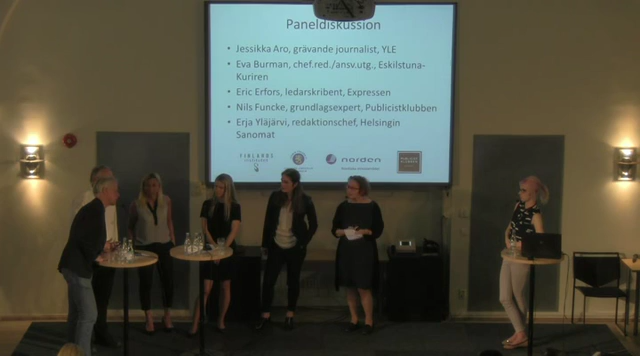 Paneldiskussion
• Jessikka Aro, grävande journalist, YLE
• Eva Burman, chef.red./ansv.utg., Eskilstuna-
Kuriren
• Eric Erfors, ledarskribent, Expressen
• Nils Funcke, grundlagsexpert, Publicistklubben
• Erja Yläjärvi, redaktionschef, Helsingin
Sanomat
FINLANDS
norden